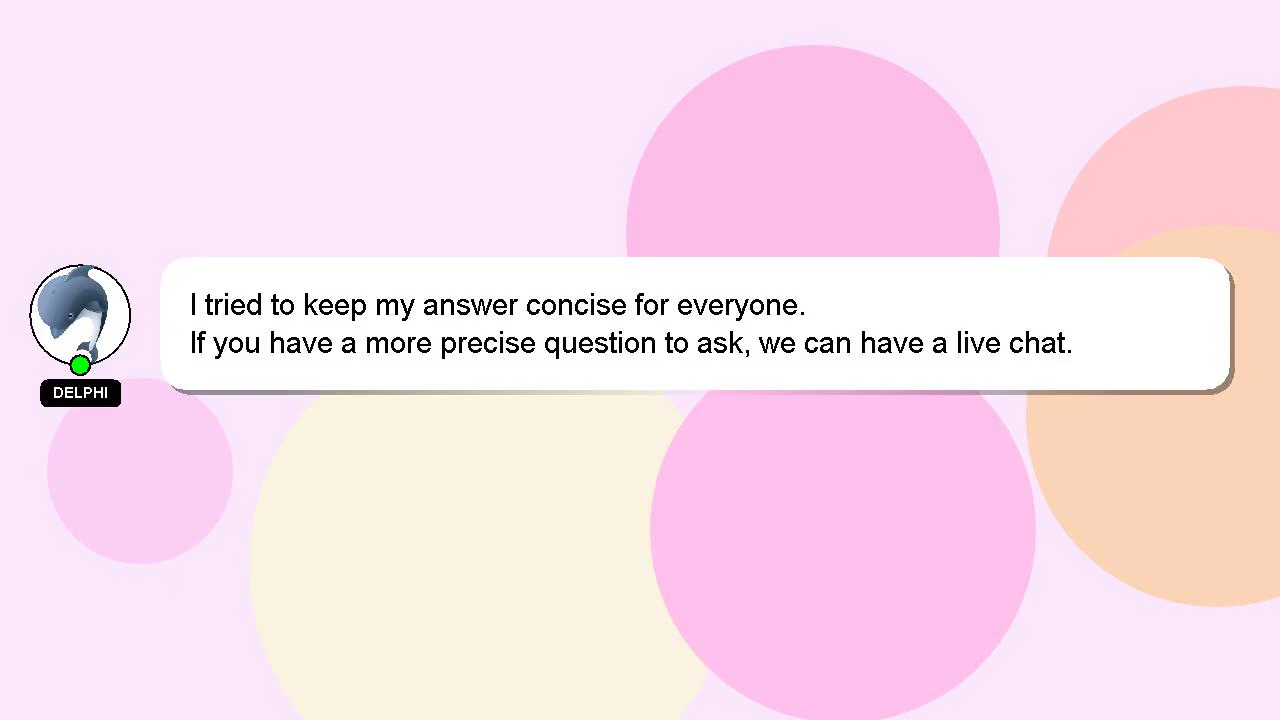 I tried to keep my answer concise for everyone.
If you have a more precise question to ask, we can have a live chat.
DELPHI